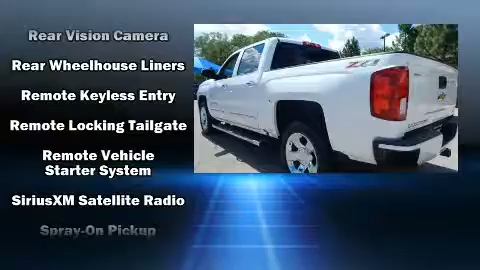 Rear Vision Camera
Rear Wheelhouse Liners
Remote Keyless Entry
Remote Locking Tailgate
Remote Vehicle
Starter System
SiriusXM Satellite Radio
Spray-On Pickup
Z71